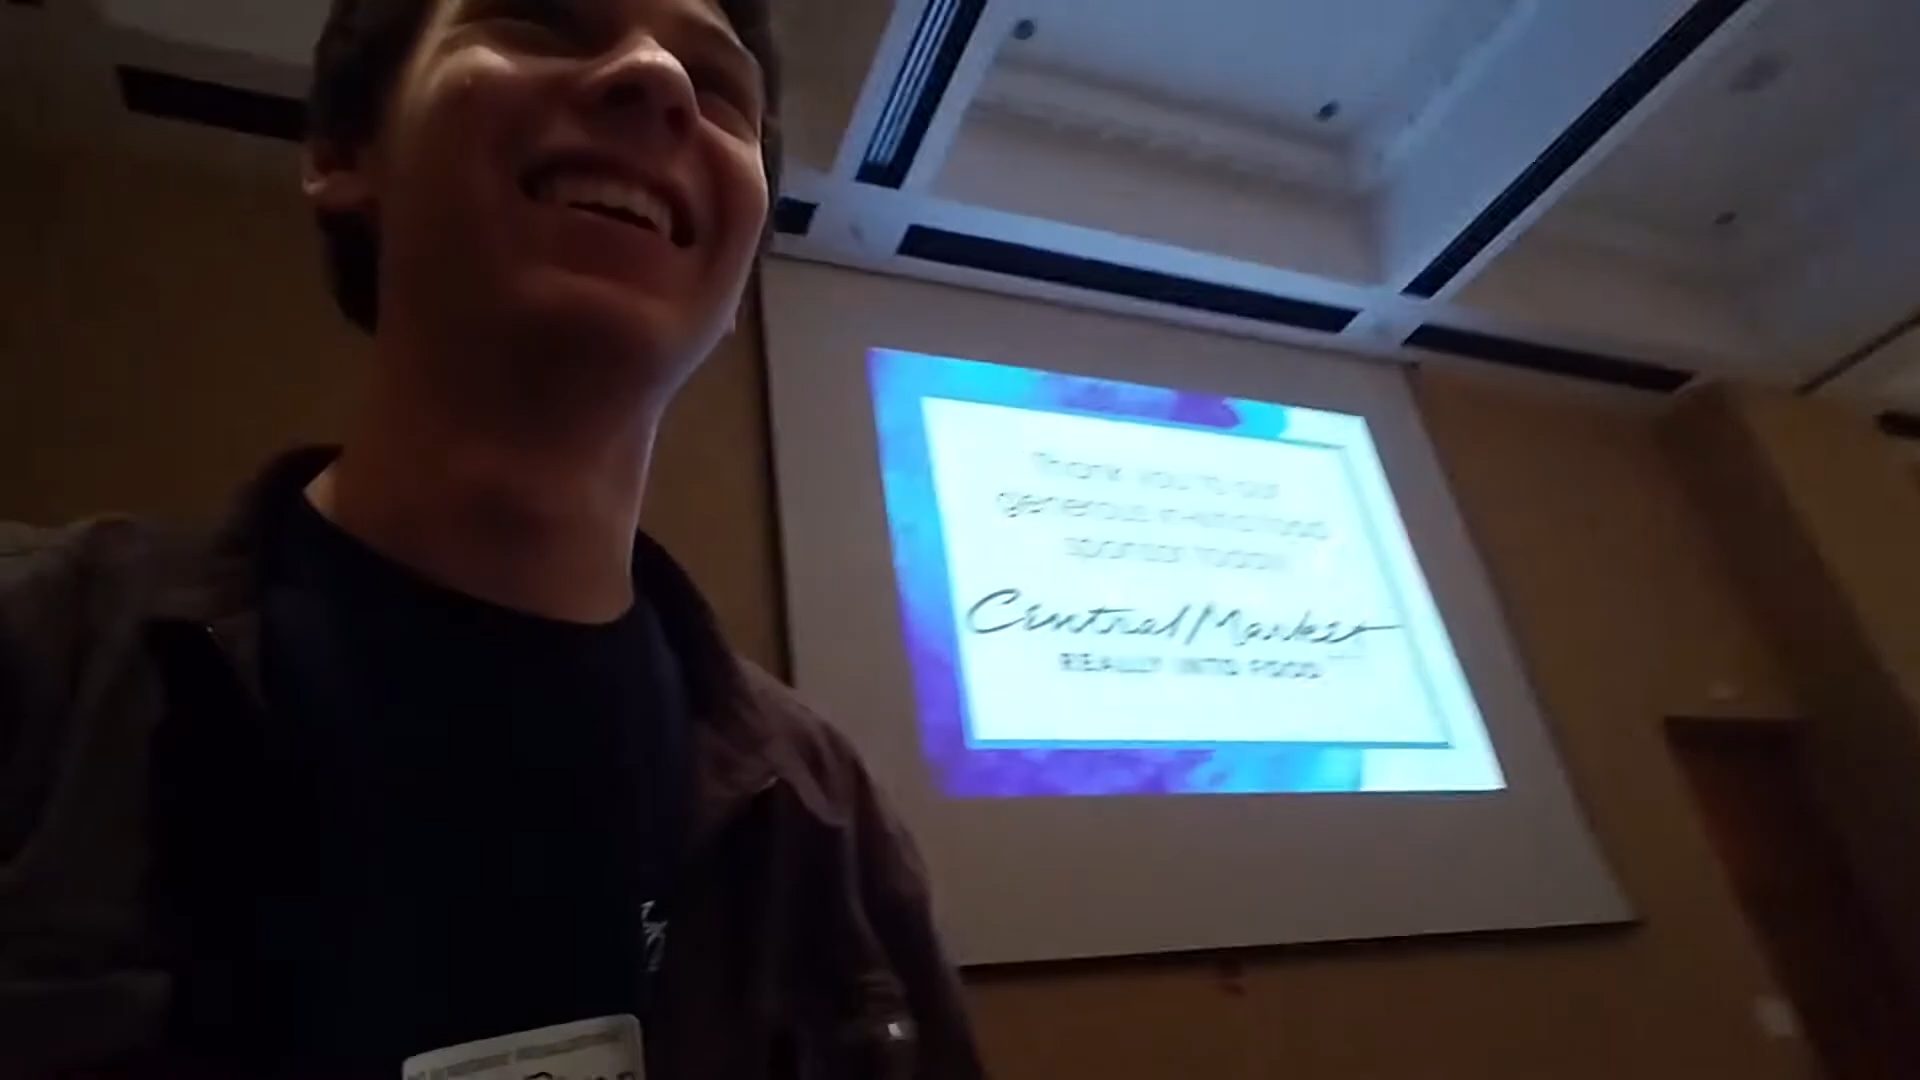 Thank you to our
generous in-kind food
sponsor today!
Central Market
REALLY INTO FOOD